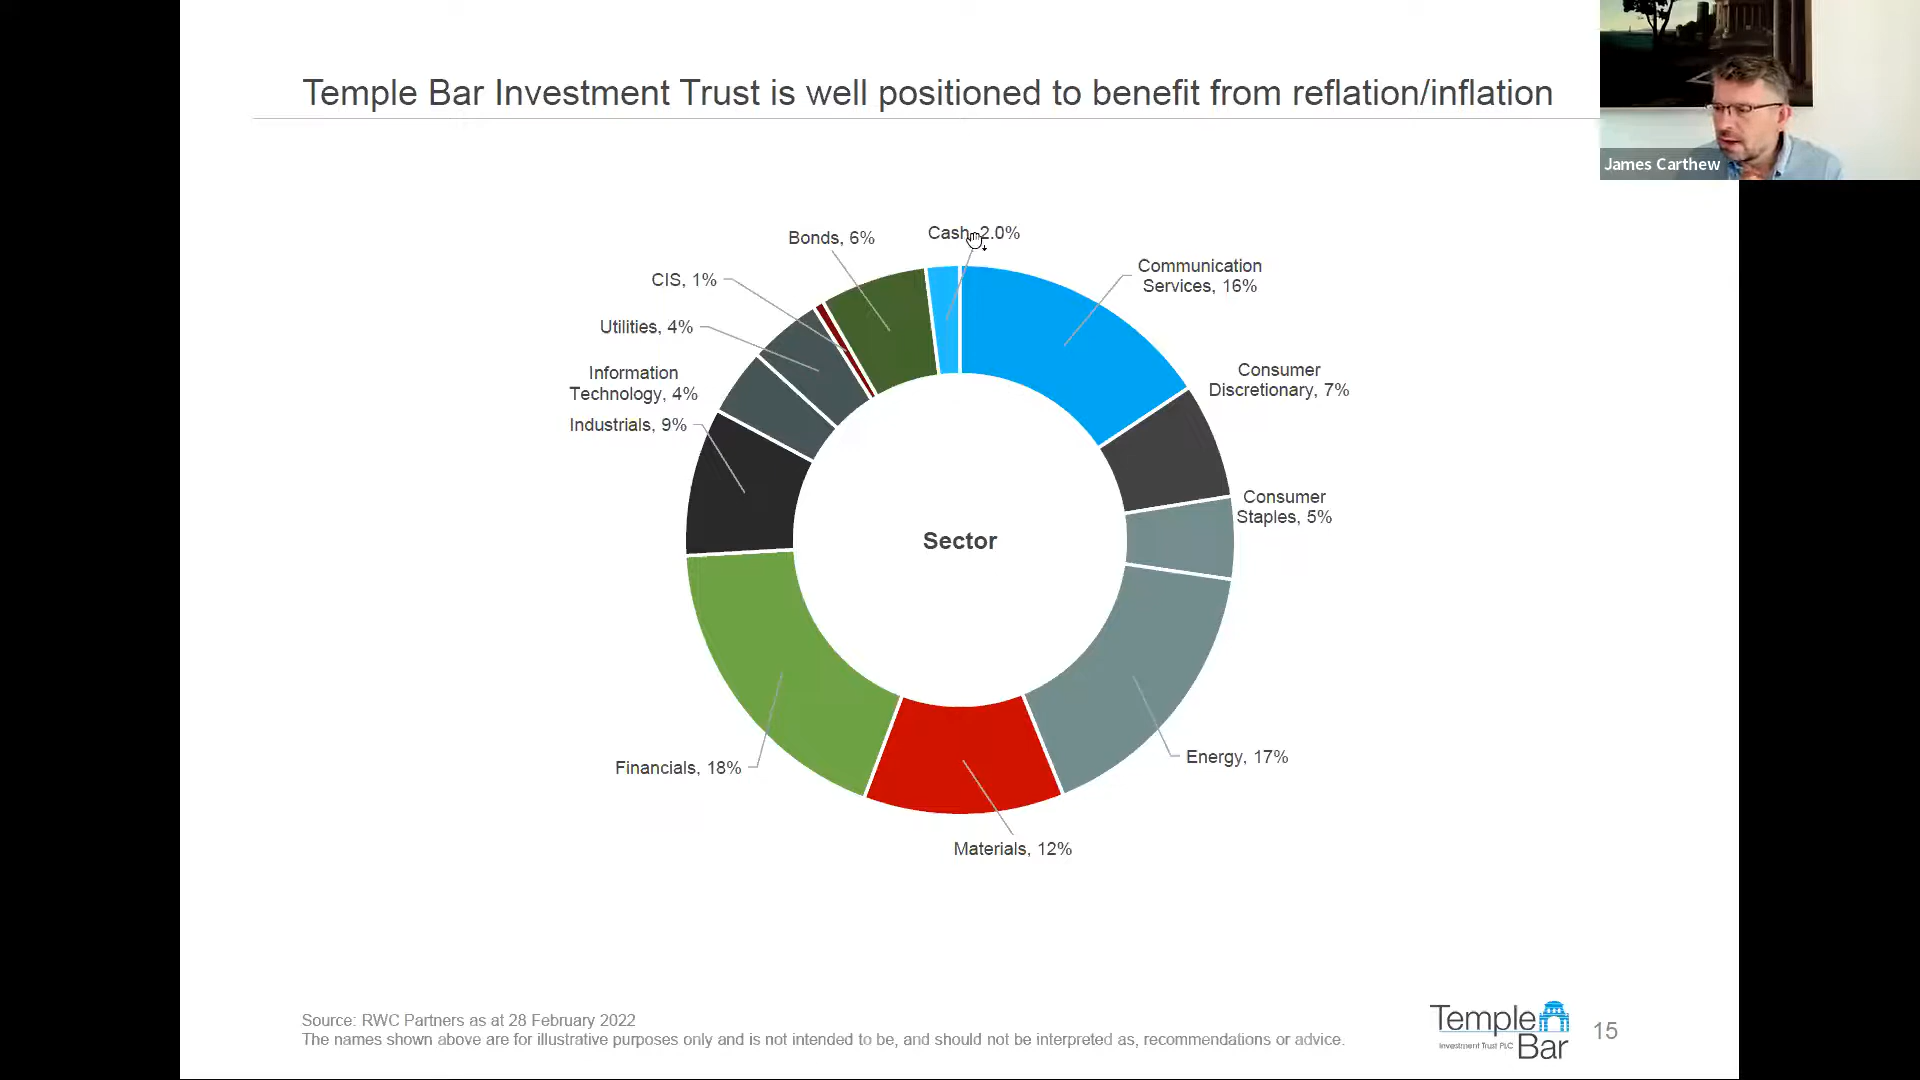 Temple Bar Investment Trust is well positioned to benefit from reflation/inflation
James Carthew
Cash, 2.0%
Bonds, 6%
Communication
Services, 16%
CIS, 1%
Utilities, 4%
Consumer
Discretionary, 7%
Information
Technology, 4%
Industrials, 9%
Consumer
Staples, 5%
Sector
Energy, 17%
Financials, 18%
Materials, 12%
Source: RWC Partners as at 28 February 2022
The names shown above are for illustrative purposes only and is not intended to be, and should not be interpreted as, recommendations or advice.
Temple
Investment Trust PLC Bar
15